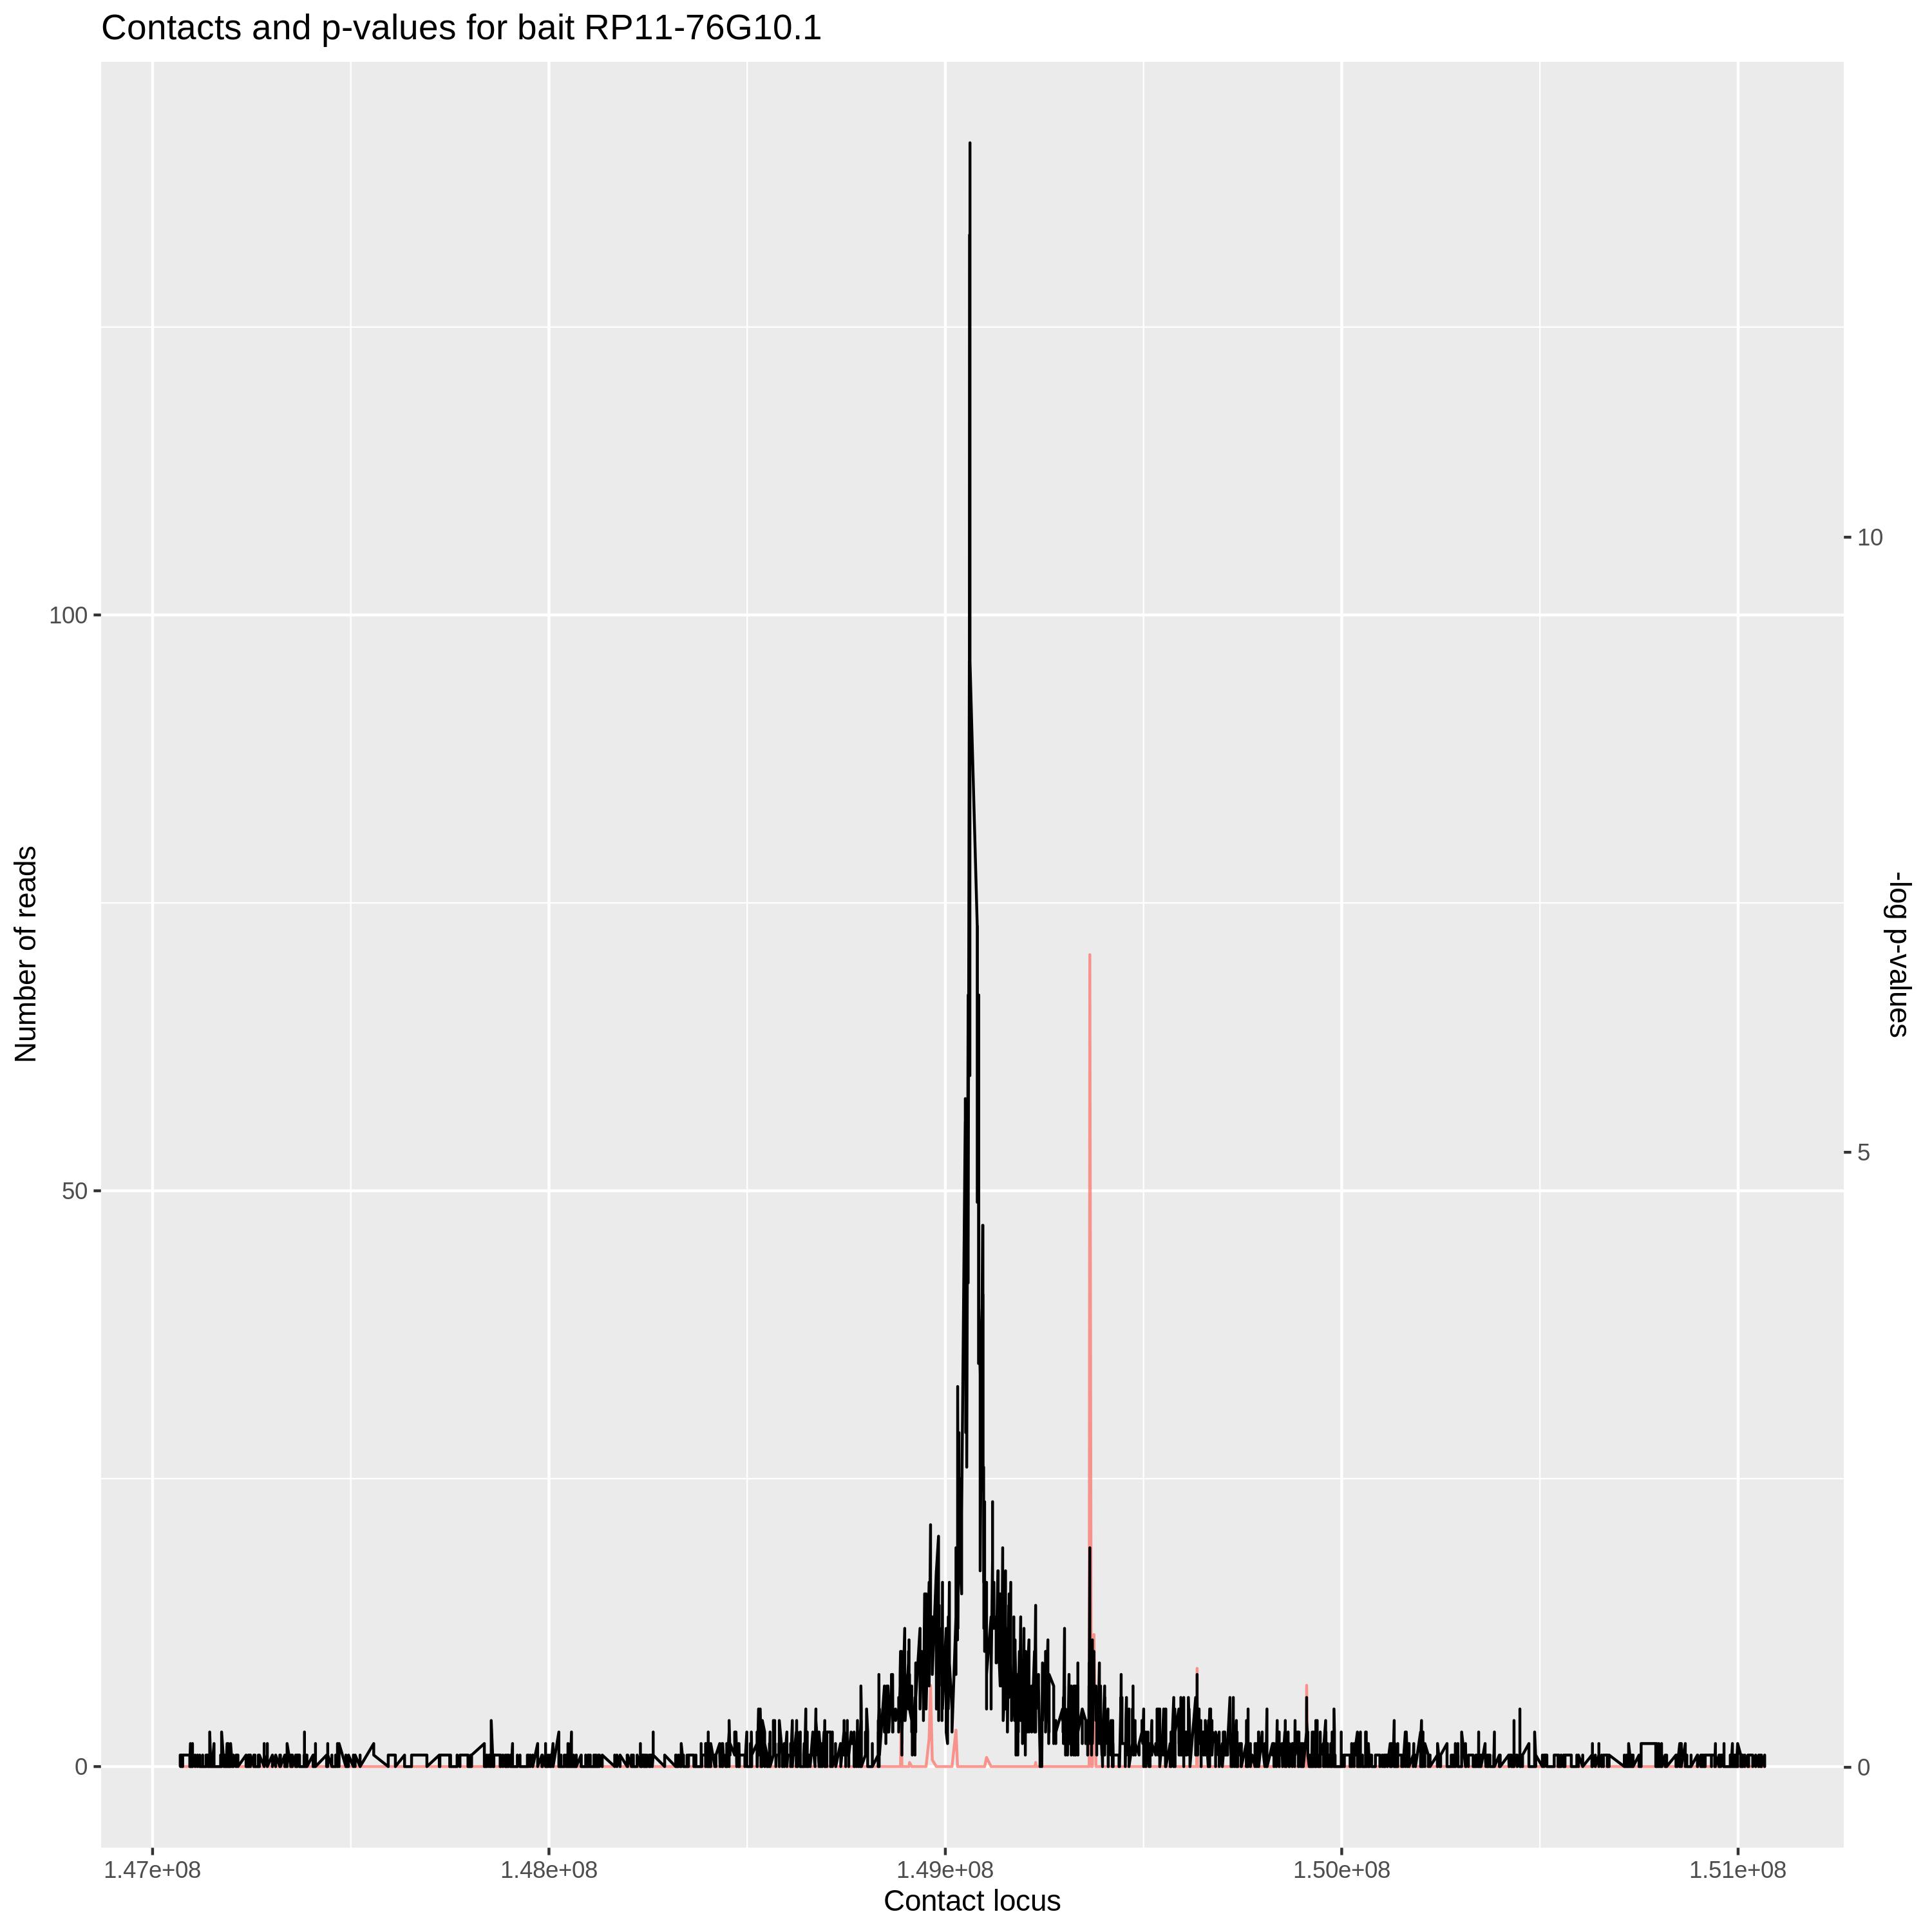 Contacts and p-values for bait RP11-76G10.1
Number of reads
100
50
0
10
5
0
-log p-values
1.47e+08 1.48e+08 1.49e+08 1.50e+08 1.51e+08
Contact locus